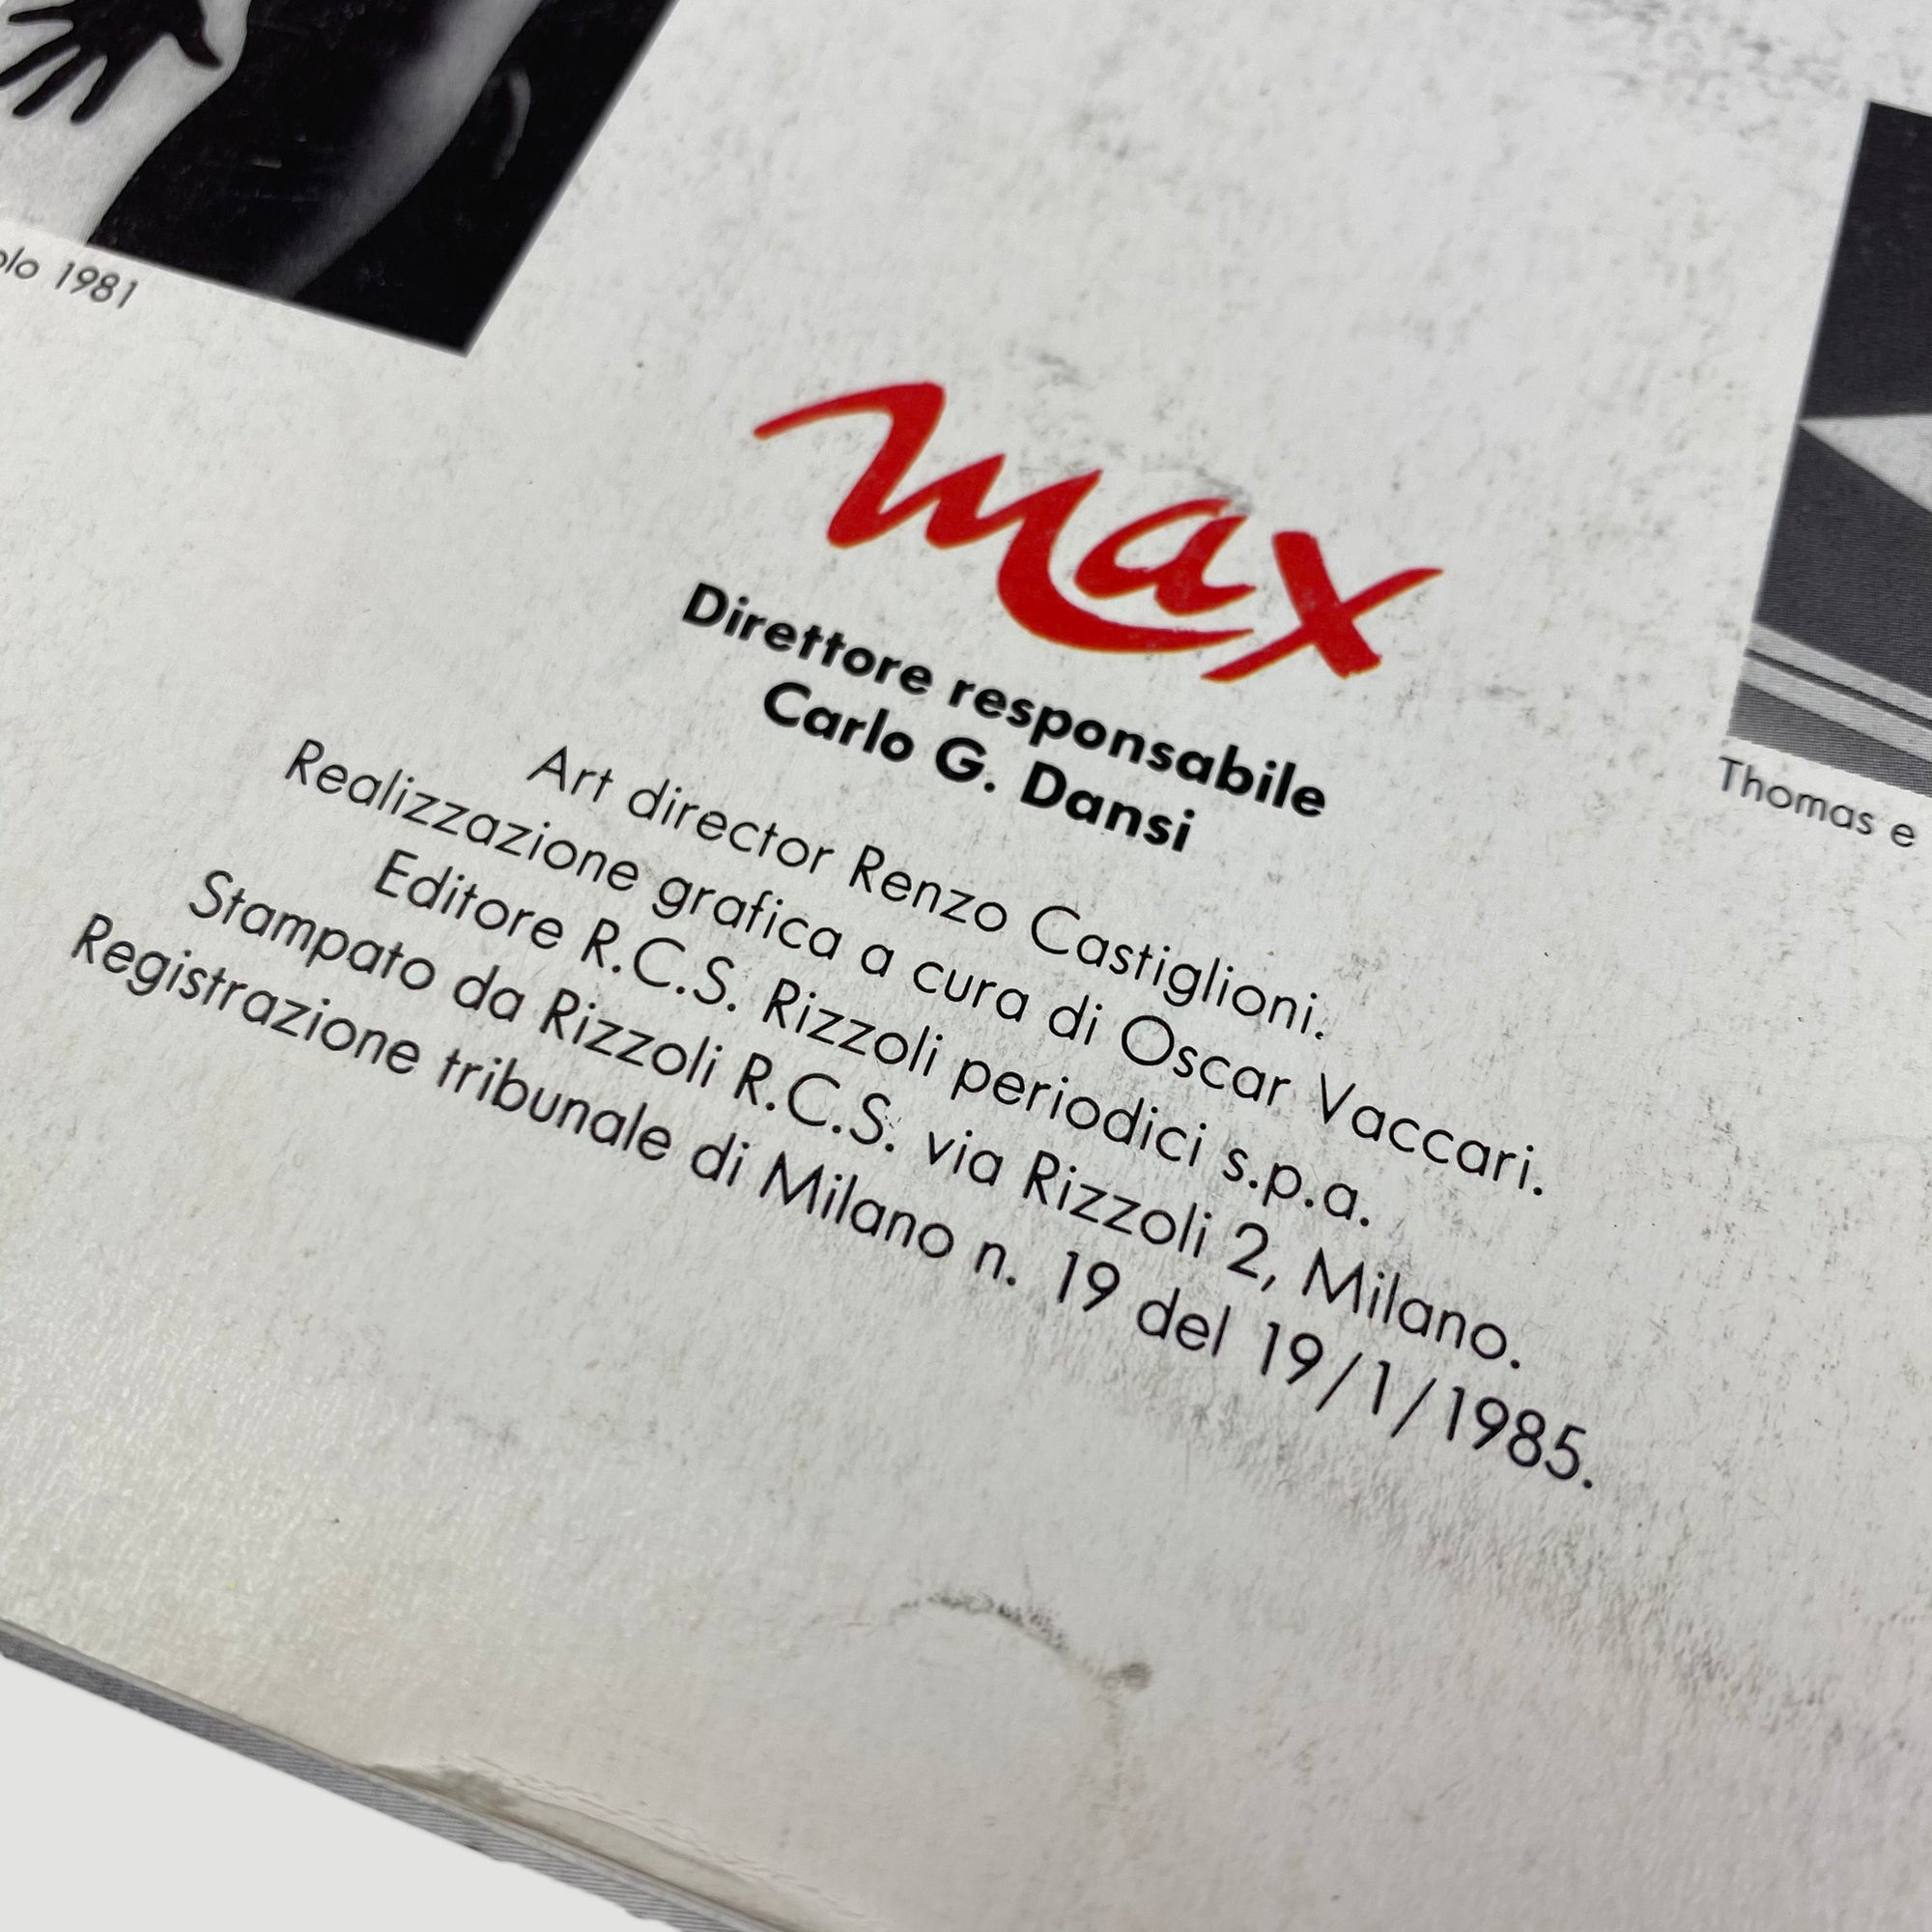 1981
max
Direttore responsabile
Carlo G. Dansi
Art director Renzo Castiglioni.
Realizzazione grafica a cura di Oscar Vaccari.
Editore R.C.S. Rizzoli periodici s.p.a.
Stampato da Rizzoli R.C.S. via Rizzoli 2, Milano.
Registrazione tribunale di Milano n. 19 del 19/1/1985.
Thomas e